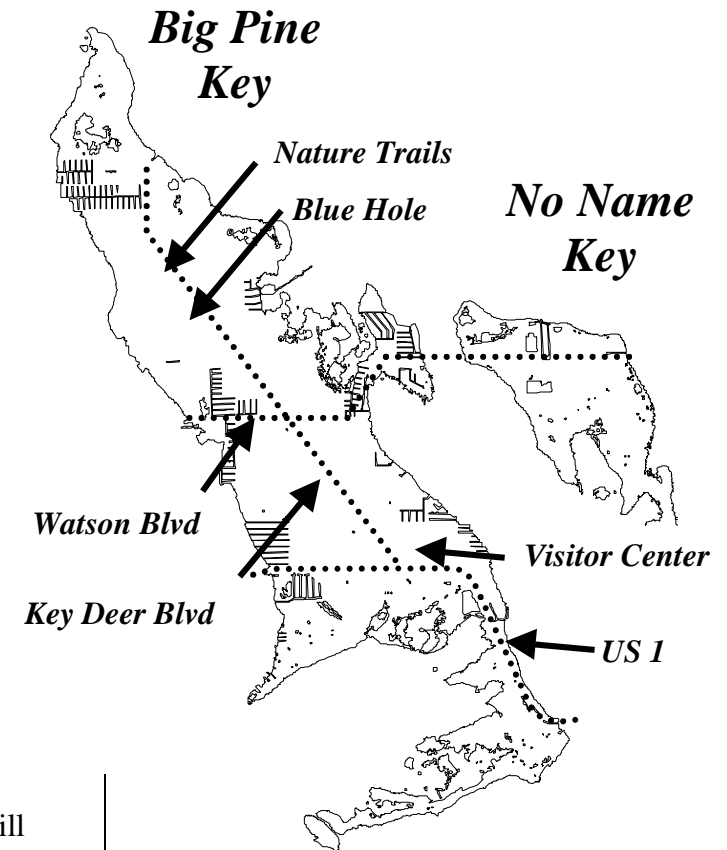 Big Pine
Key
Nature Trails
Blue Hole
No Name
Key
Watson Blvd
Visitor Center
Key Deer Blvd
US 1
ill